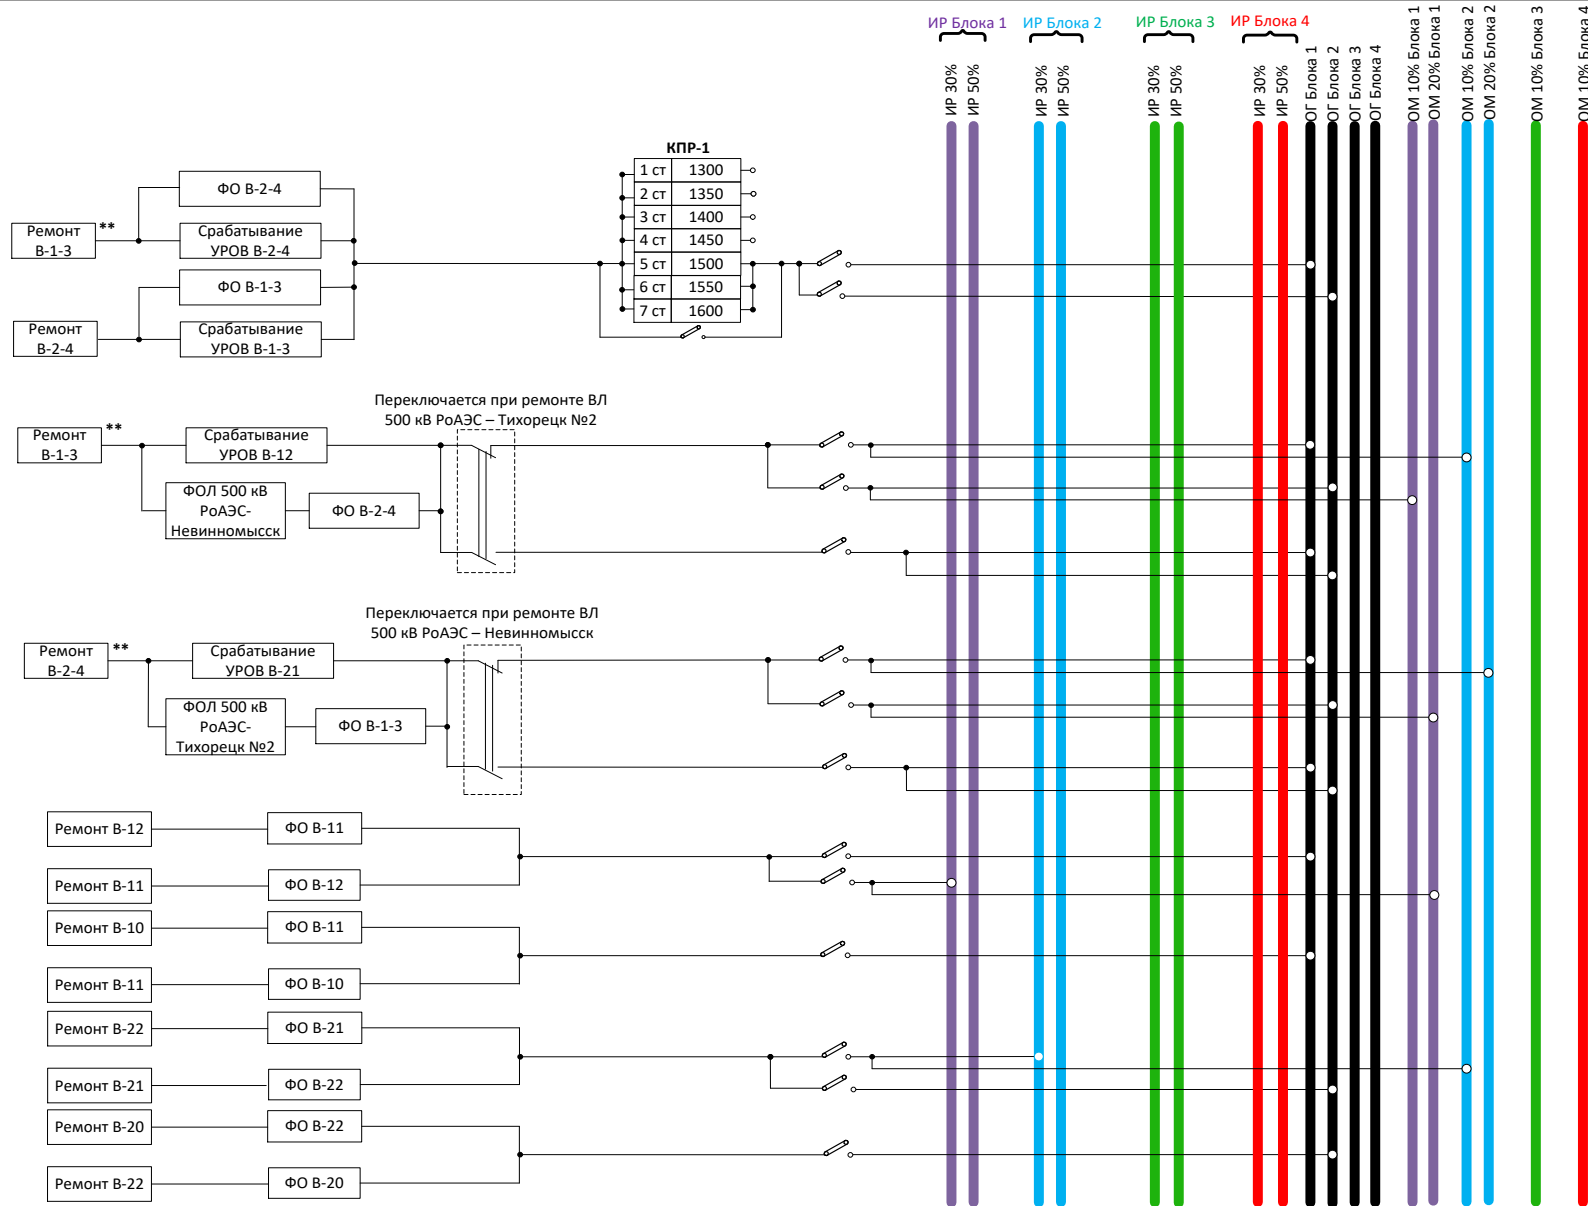 ИР Блока 1
ИР Блока 2
ИР Блока 3
ИР Блока 4
ИР 30%
ИР 50%
ИР 30%
ИР 50%
ИР 30%
ИР 50%
ИР 30%
ИР 50%
ОГ Блока 1
ОГ Блока 2
ОГ Блока 3
ОГ Блока 4
ОМ 10% Блока 1
ОМ 20% Блока 1
ОМ 10% Блока 2
ОМ 20% Блока 2
ОМ 10% Блока 3
ОМ 10% Блока 4
КПР-1
1 ст 1300
2 ст 1350
3 ст 1400
4 ст 1450
5 ст 1500
6 ст 1550
7 ст 1600
Ремонт
В-1-3
**
ФО В-2-4
Срабатывание
УРОВ В-2-4
ФО В-1-3
Ремонт
В-2-4
Срабатывание
УРОВ В-1-3
Переключается при ремонте ВЛ
500 кВ РоАЭС – Тихорецк №2
Ремонт
В-1-3
**
Срабатывание
УРОВ В-12
ФОЛ 500 кВ
РоАЭС-
Невинномысск
ФО В-2-4
Переключается при ремонте ВЛ
500 кВ РоАЭС – Невинномысск
Ремонт
В-2-4
**
Срабатывание
УРОВ В-21
ФОЛ 500 кВ
РоАЭС-
Тихорецк №2
ФО В-1-3
Ремонт В-12
ФО В-11
Ремонт В-11
ФО В-12
Ремонт В-10
ФО В-11
Ремонт В-11
ФО В-10
Ремонт В-22
ФО В-21
Ремонт В-21
ФО В-22
Ремонт В-20
ФО В-22
Ремонт В-22
ФО В-20